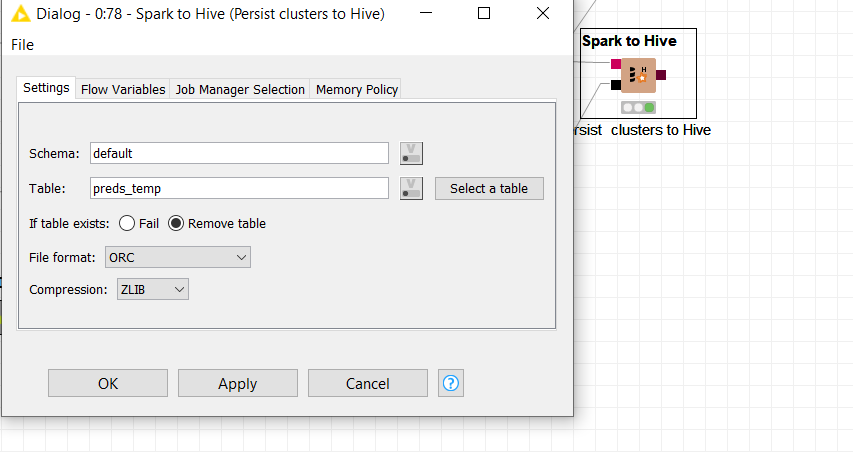 Dialog - 0:78 - Spark to Hive (Persist clusters to Hive)
File
Settings Flow Variables Job Manager Selection Memory Policy
Schema: default V
Table: preds_temp V Select a table
If table exists: Fail Remove table
File format: ORC
Compression: ZLIB
OK Apply Cancel ?
Spark to Hive
H
rsist clusters to Hive